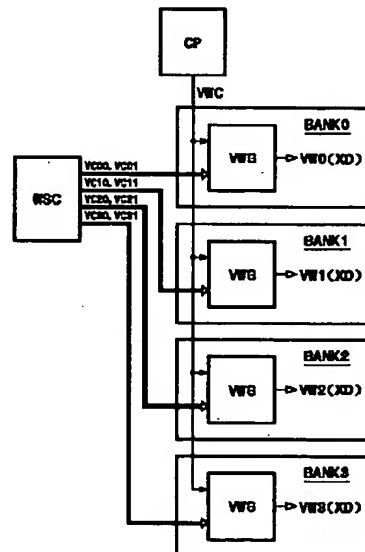 CP
VWC
BANK0
VWG
VW0(XD)
WSC
VC00, VC01
VC10, VC11
VC20, VC21
VC30, VC31
BANK1
VWG
VW1(XD)
BANK2
VWG
VW2(XD)
BANK3
VWG
VW3(XD)